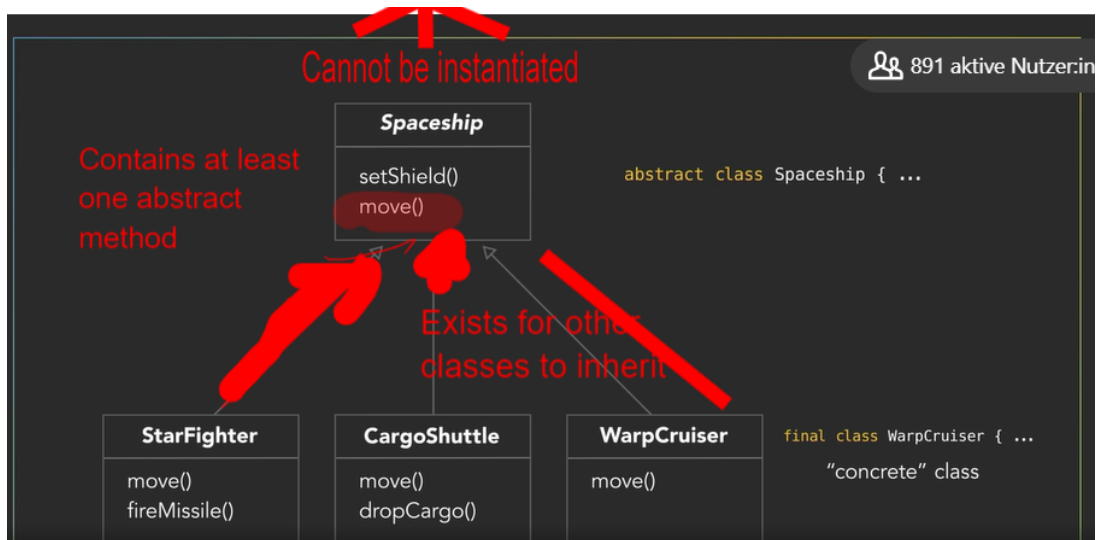 Cannot be instantiated
891 aktive Nutzer:in
Spaceship
Contains at least
one abstract
method
setShield()
move()
abstract class Spaceship { ...
Exists for other
classes to inherit
StarFighter
move()
fireMissile()
CargoShuttle
move()
dropCargo()
WarpCruiser
move()
final class WarpCruiser { ...
“concrete” class